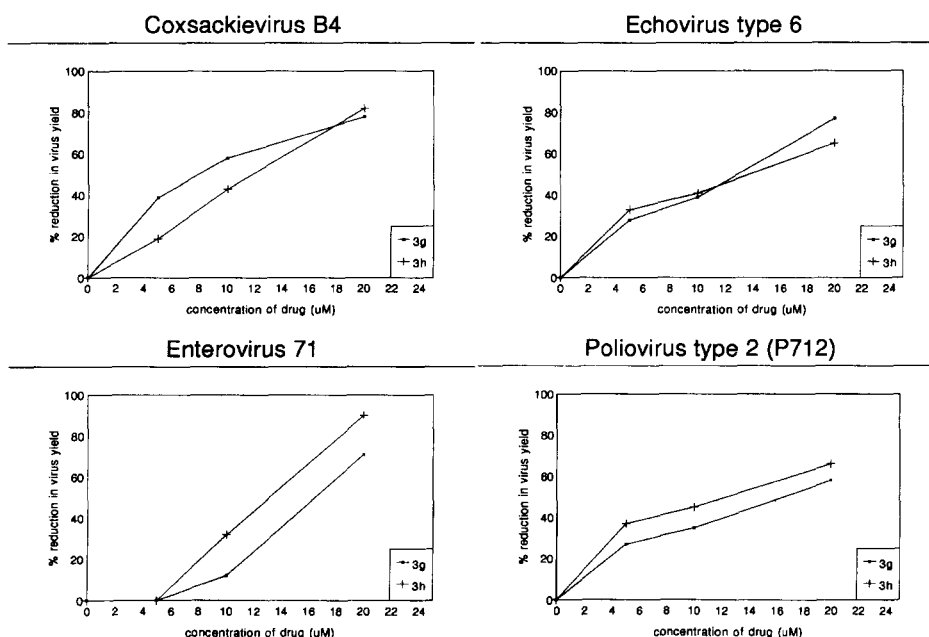 Coxsackievirus B4
% reduction in virus yield
100
80
60
40
20
0
3g
3h
0 2 4 6 8 10 12 14 16 18 20 22 24
concentration of drug (uM)
Echovirus type 6
% reduction in virus yield
100
80
60
40
20
0
3g
3h
0 2 4 6 8 10 12 14 16 18 20 22 24
concentration of drug (uM)
Enterovirus 71
% reduction in virus yield
100
80
60
40
20
0
3g
3h
0 2 4 6 8 10 12 14 16 18 20 22 24
concentration of drug (uM)
Poliovirus type 2 (P712)
% reduction in virus yield
100
80
60
40
20
0
3g
3h
0 2 4 6 8 10 12 14 16 18 20 22 24
concentration of drug (uM)